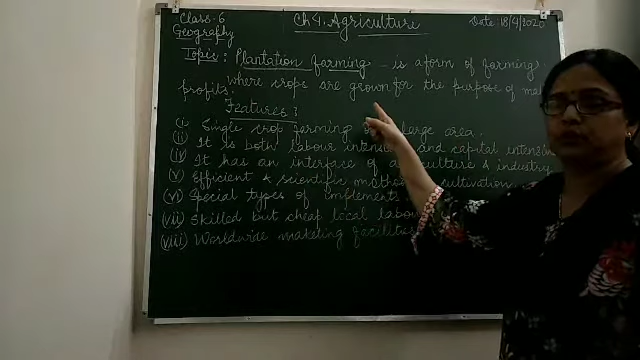 Class-6 Ch 4. Agriculture Date: 18/4/2020
Geography
Topic: Plantation farming - is a form of farming
where crops are grown for the purpose of
profits.
Features:
(i) Single crop farming large area.
(ii) It is both labour and capital
(iv) It has an interface of & industry
(v) Efficient & scientific cultivation
(vi) Special types of implements
(vii) Skilled but cheap local
(viii) Worldwide facilities